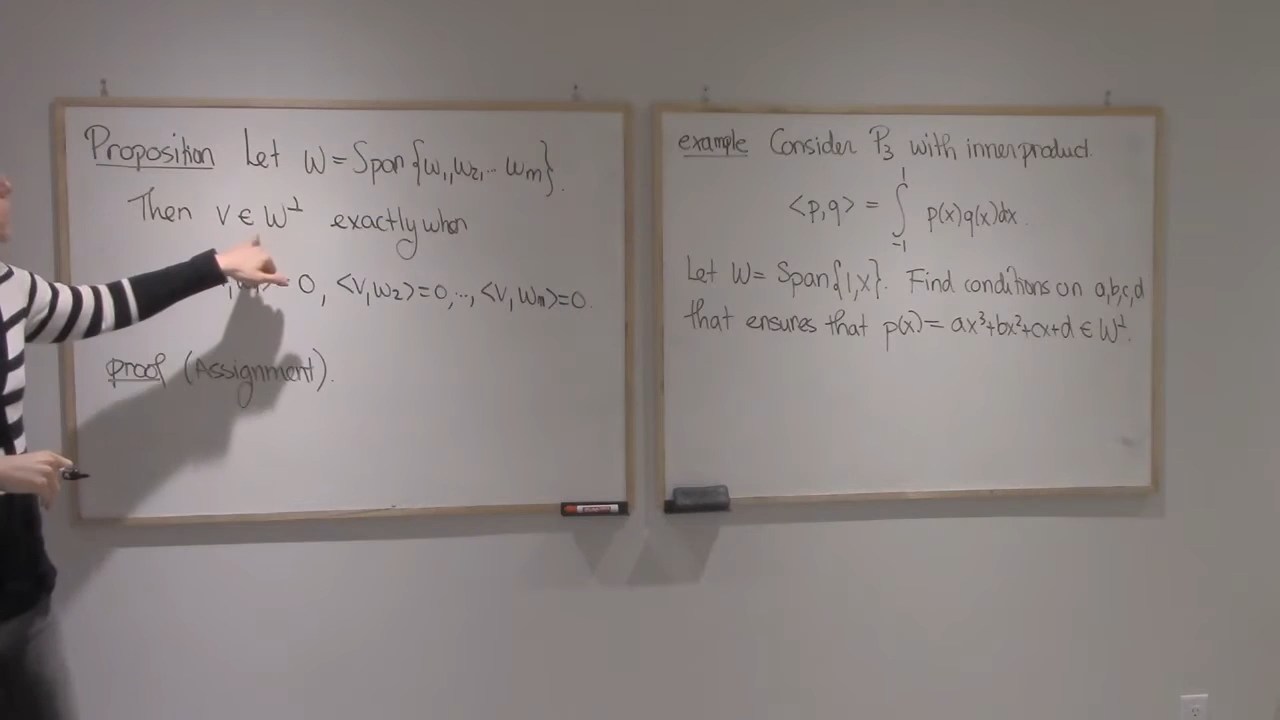 Proposition Let W = Span{w₁, w₂, ... wₘ}.
Then v ∈ W⊥ exactly when
0, <v, w₂> = 0, ..., <v, wₘ> = 0.
proof (Assignment).
example Consider P₃ with inner product.
<p, q> = ∫₋₁¹ p(x)q(x)dx.
Let W = Span{1, x}. Find conditions on a, b, c, d
that ensures that p(x) = ax³ + bx² + cx + d ∈ W⊥.